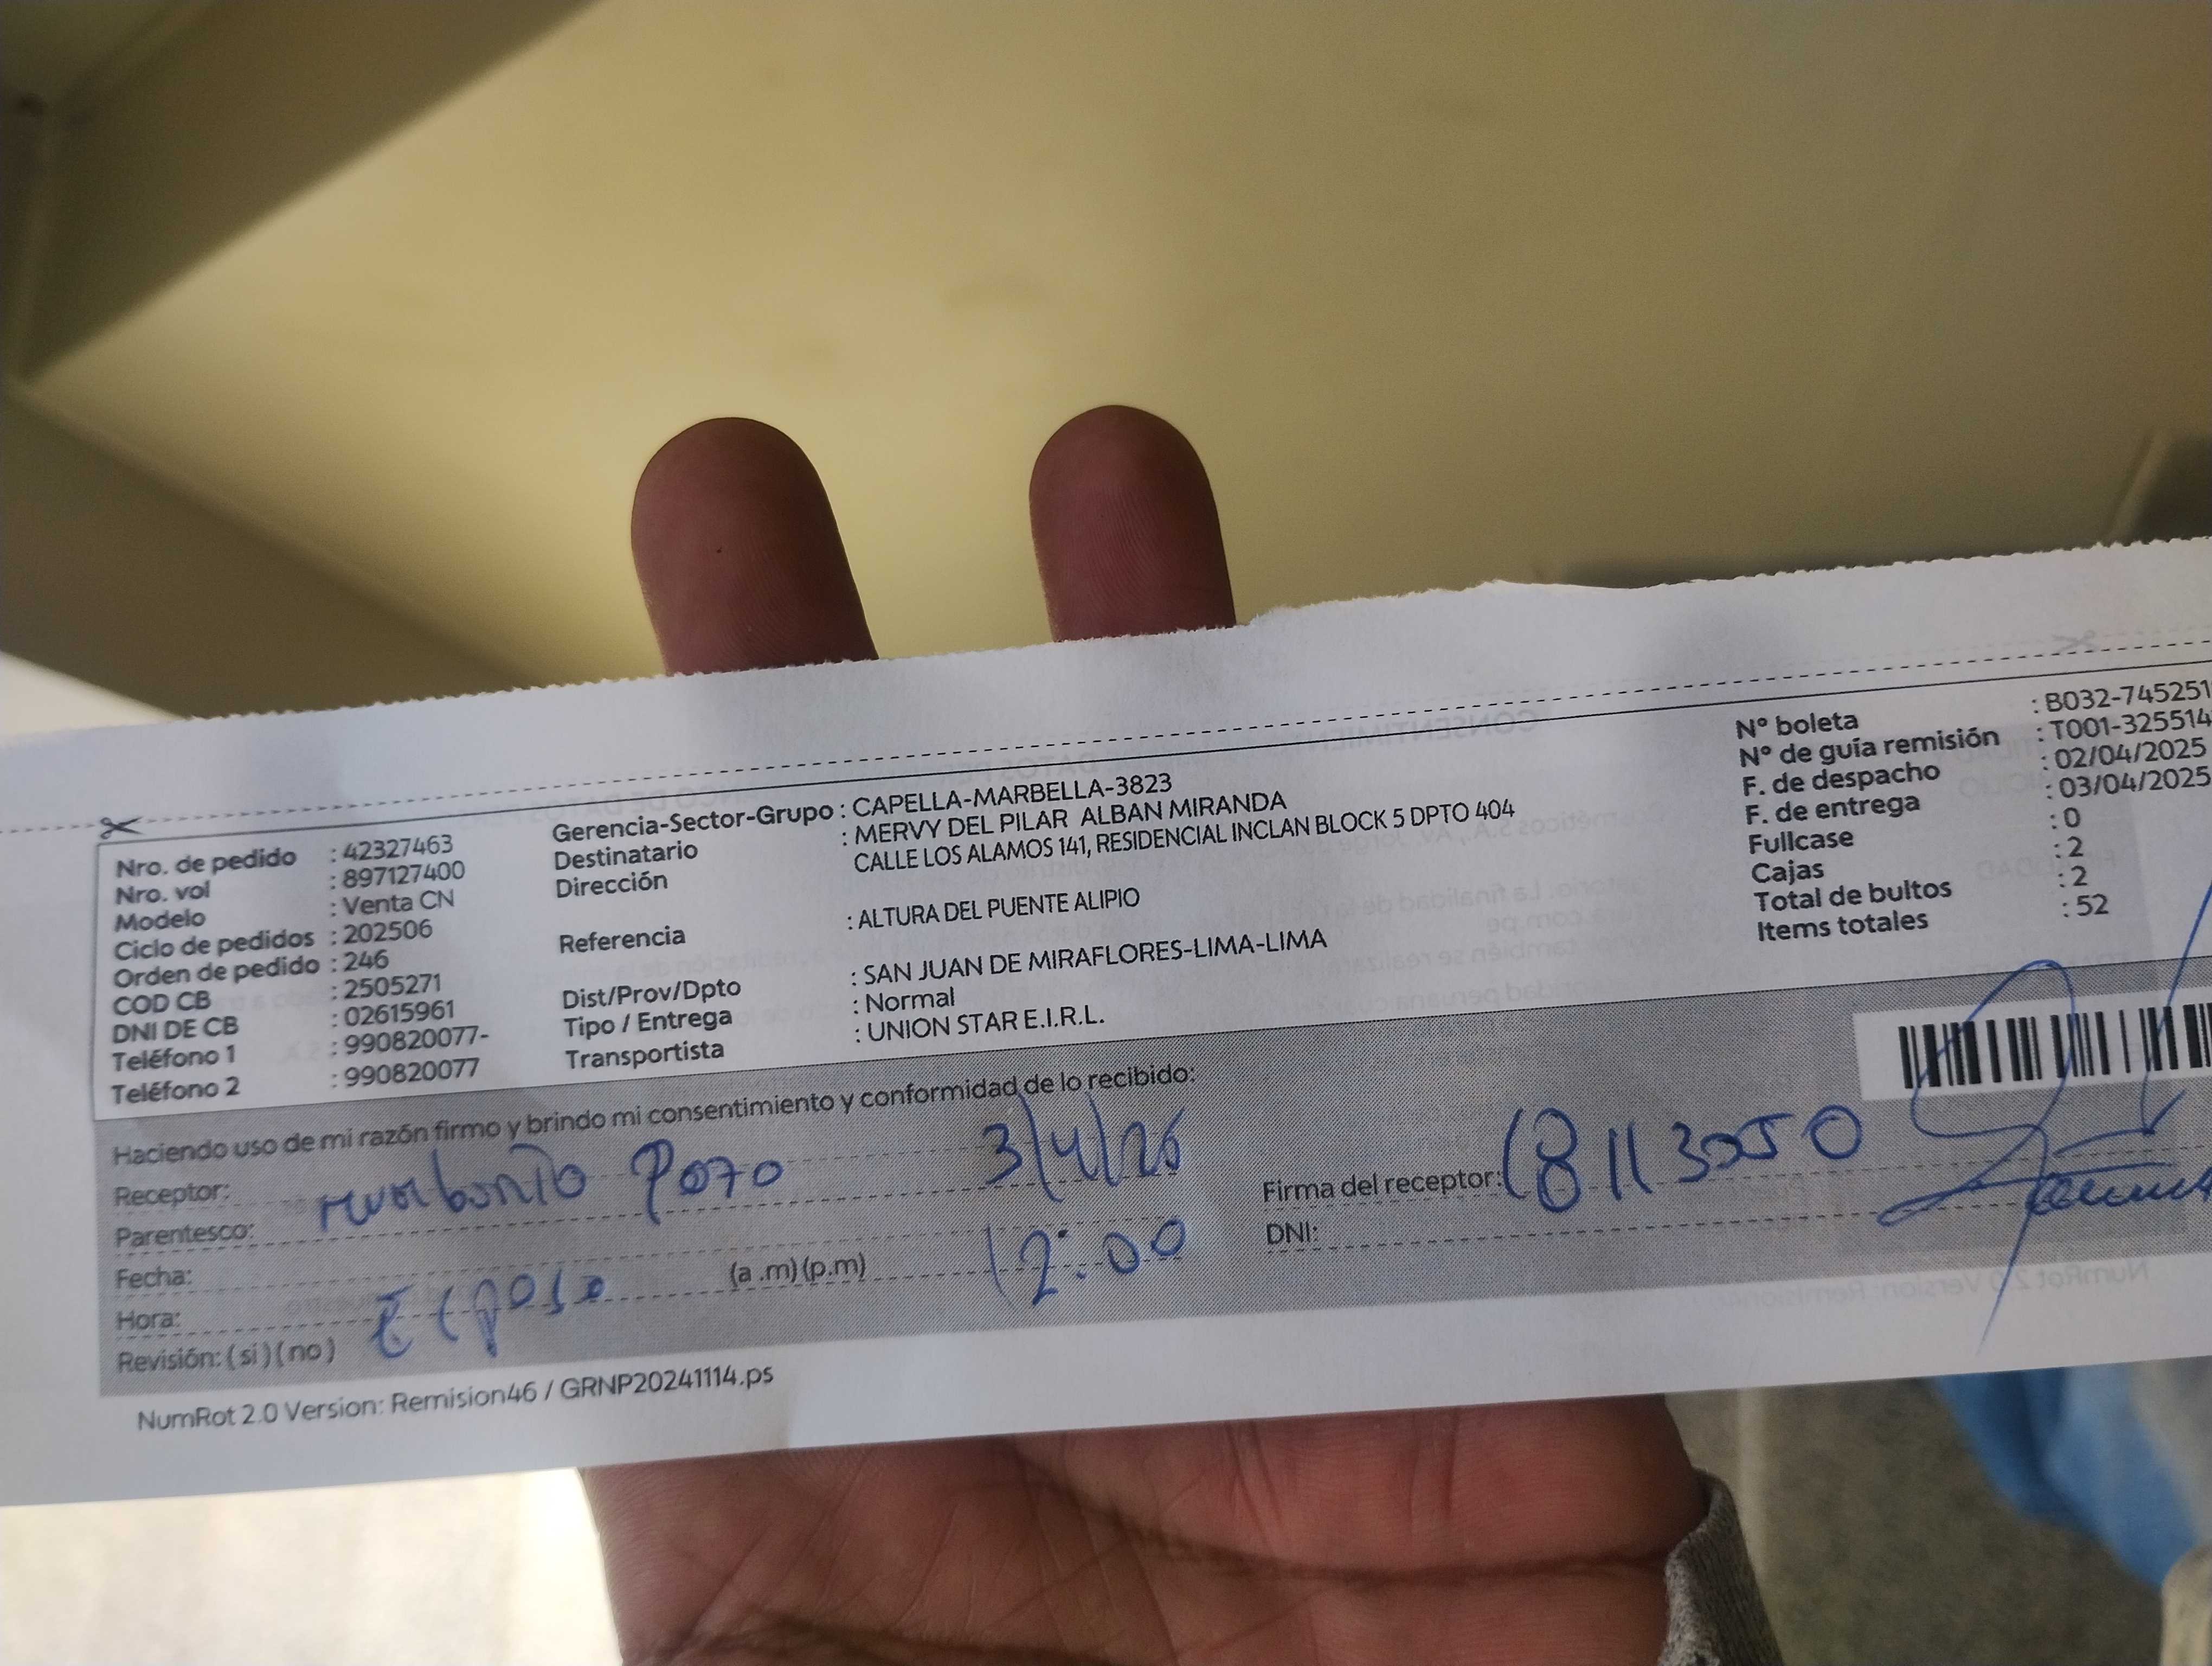 Nro. de pedido : 42327463
Nro. vol : 897127400
Modelo : Venta CN
Ciclo de pedidos : 202506
Orden de pedido : 246
COD CB : 2505271
DNI DE CB : 02615961
Teléfono 1 : 990820077-
Teléfono 2 : 990820077
Gerencia-Sector-Grupo : CAPELLA-MARBELLA-3823
Destinatario : MERVY DEL PILAR ALBAN MIRANDA
Dirección CALLE LOS ALAMOS 141, RESIDENCIAL INCLAN BLOCK 5 DPTO 404
Referencia : ALTURA DEL PUENTE ALIPIO
Dist/Prov/Dpto : SAN JUAN DE MIRAFLORES-LIMA-LIMA
Tipo / Entrega : Normal
Transportista : UNION STAR E.I.R.L.
N° boleta : B032-745251
N° de guía remisión : T001-325514
F. de despacho : 02/04/2025
F. de entrega : 03/04/2025
Fullcase : 0
Cajas : 2
Total de bultos : 2
Items totales : 52
Haciendo uso de mi razón firmo y brindo mi consentimiento y conformidad de lo recibido:
Receptor: Pozo
Parentesco:
Fecha:
Hora: (a .m) (p.m) 12:00
Revisión: ( si ) ( no ) Esposo
Firma del receptor:
DNI:
NumRot 2.0 Version: Remision46 / GRNP20241114.ps